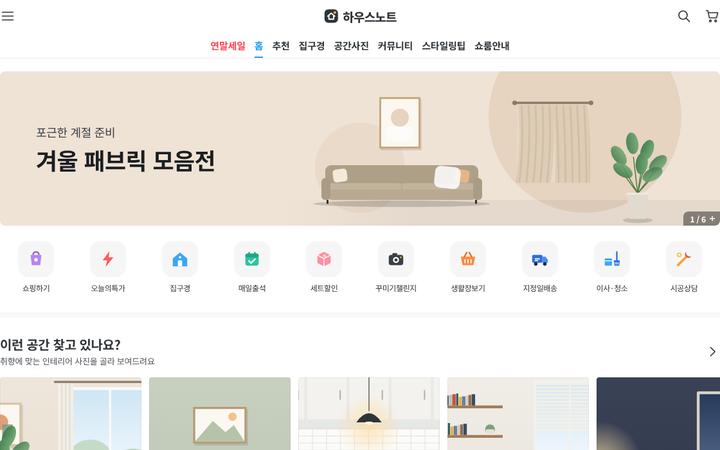 하우스노트
연말세일 홈 추천 집구경 공간사진 커뮤니티 스타일링팁 쇼룸안내
포근한 계절 준비
겨울 패브릭 모음전
1 / 6 +
쇼핑하기 오늘의특가 집구경 매일출석 세트할인 꾸미기챌린지 생활장보기 지정일배송 이사·청소 시공상담
이런 공간 찾고 있나요?
취향에 맞는 인테리어 사진을 골라 보여드려요